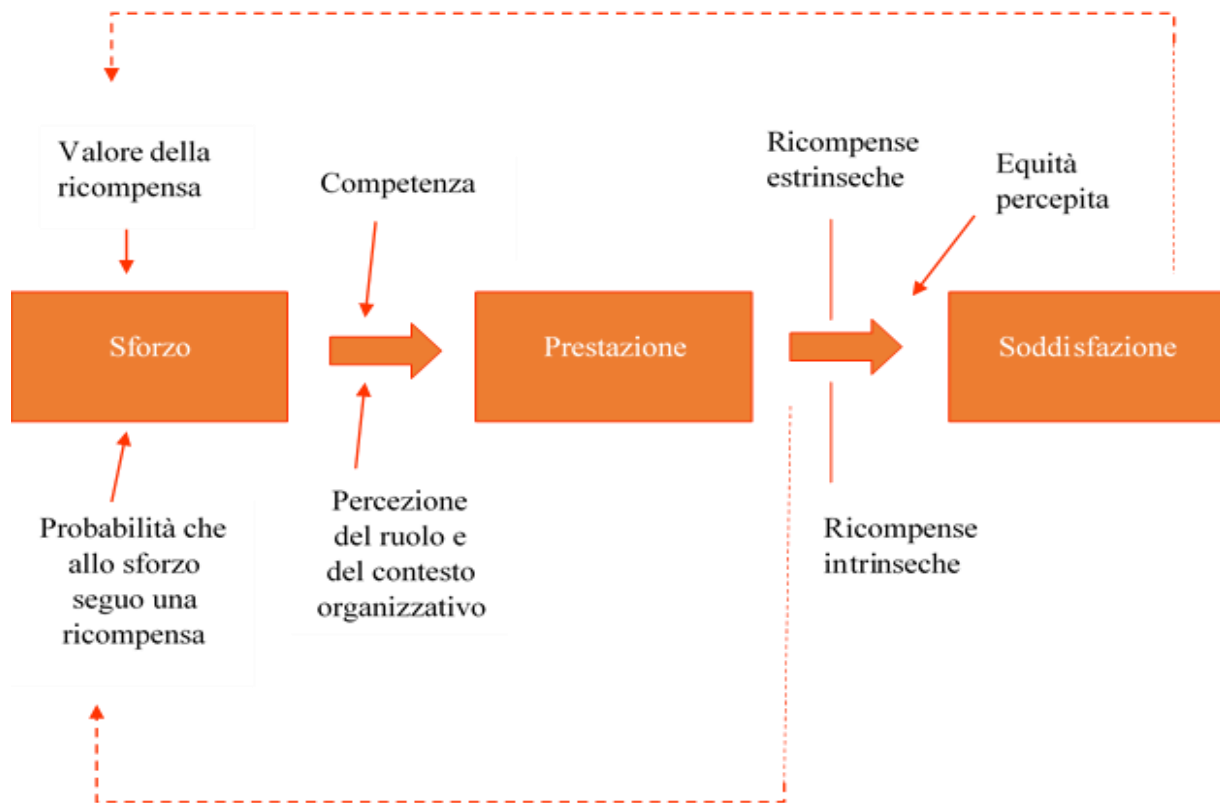 Valore della
ricompensa
Competenza
Ricompense
estrinseche
Equità
percepita
Sforzo
Prestazione
Soddisfazione
Probabilità che
allo sforzo
seguo una
ricompensa
Percezione
del ruolo e
del contesto
organizzativo
Ricompense
intrinseche